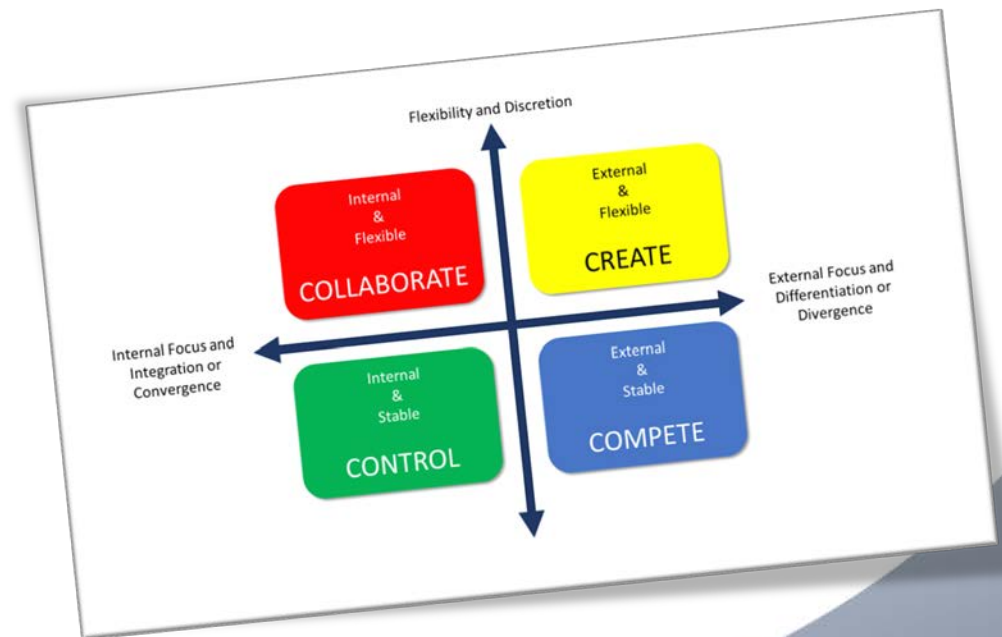 Flexibility and Discretion
Internal
&
Flexible
COLLABORATE
External
&
Flexible
CREATE
Internal Focus and
Integration or
Convergence
External Focus and
Differentiation or
Divergence
Internal
&
Stable
CONTROL
External
&
Stable
COMPETE